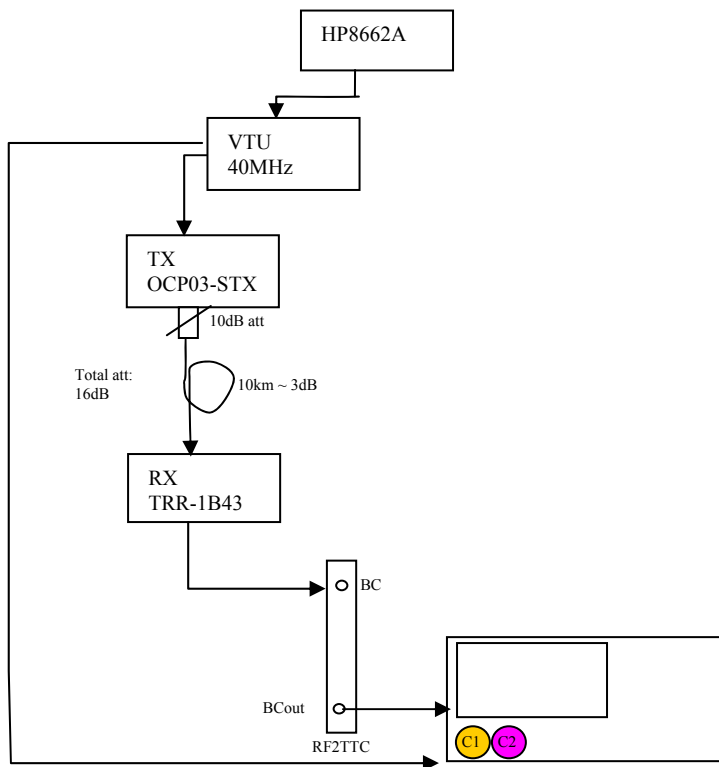 HP8662A
VTU
40MHz
TX
OCP03-STX
10dB att
Total att:
16dB
10km ~ 3dB
RX
TRR-1B43
BC
BCout
RF2TTC
C1
C2